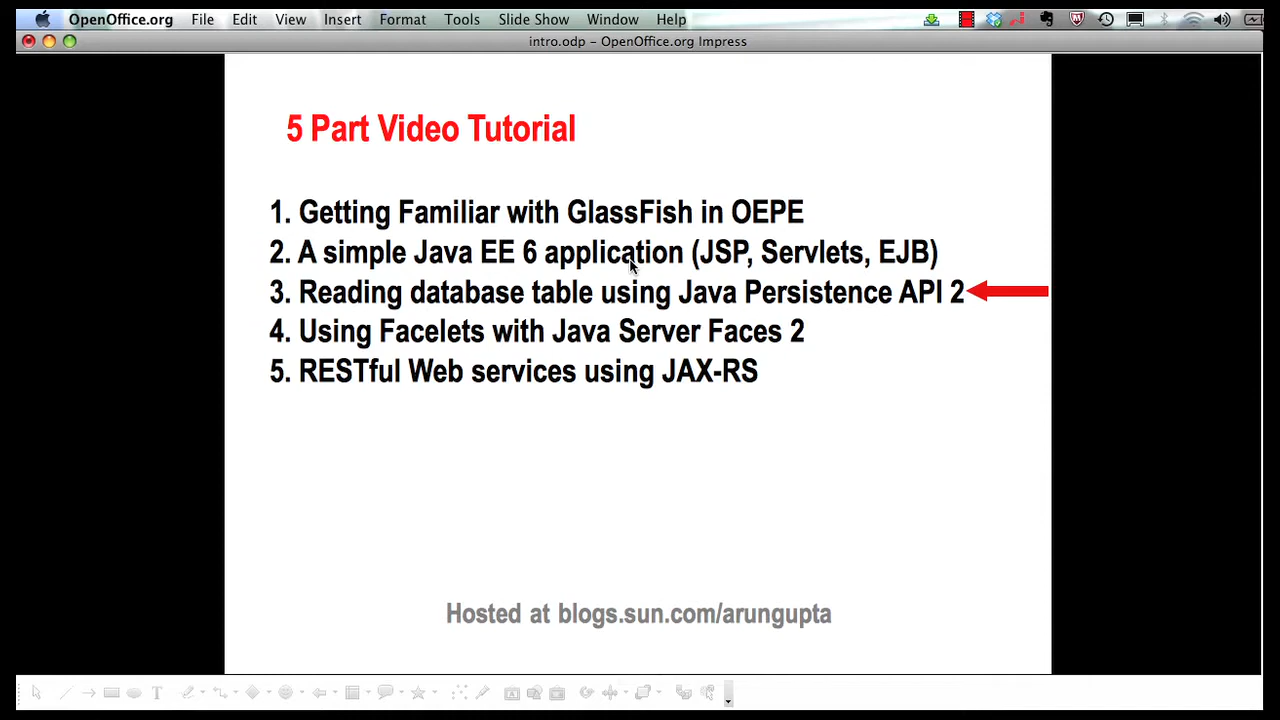 OpenOffice.org File Edit View Insert Format Tools Slide Show Window Help
intro.odp – OpenOffice.org Impress
5 Part Video Tutorial
1. Getting Familiar with GlassFish in OEPE
2. A simple Java EE 6 application (JSP, Servlets, EJB)
3. Reading database table using Java Persistence API 2
4. Using Facelets with Java Server Faces 2
5. RESTful Web services using JAX-RS
Hosted at blogs.sun.com/arungupta